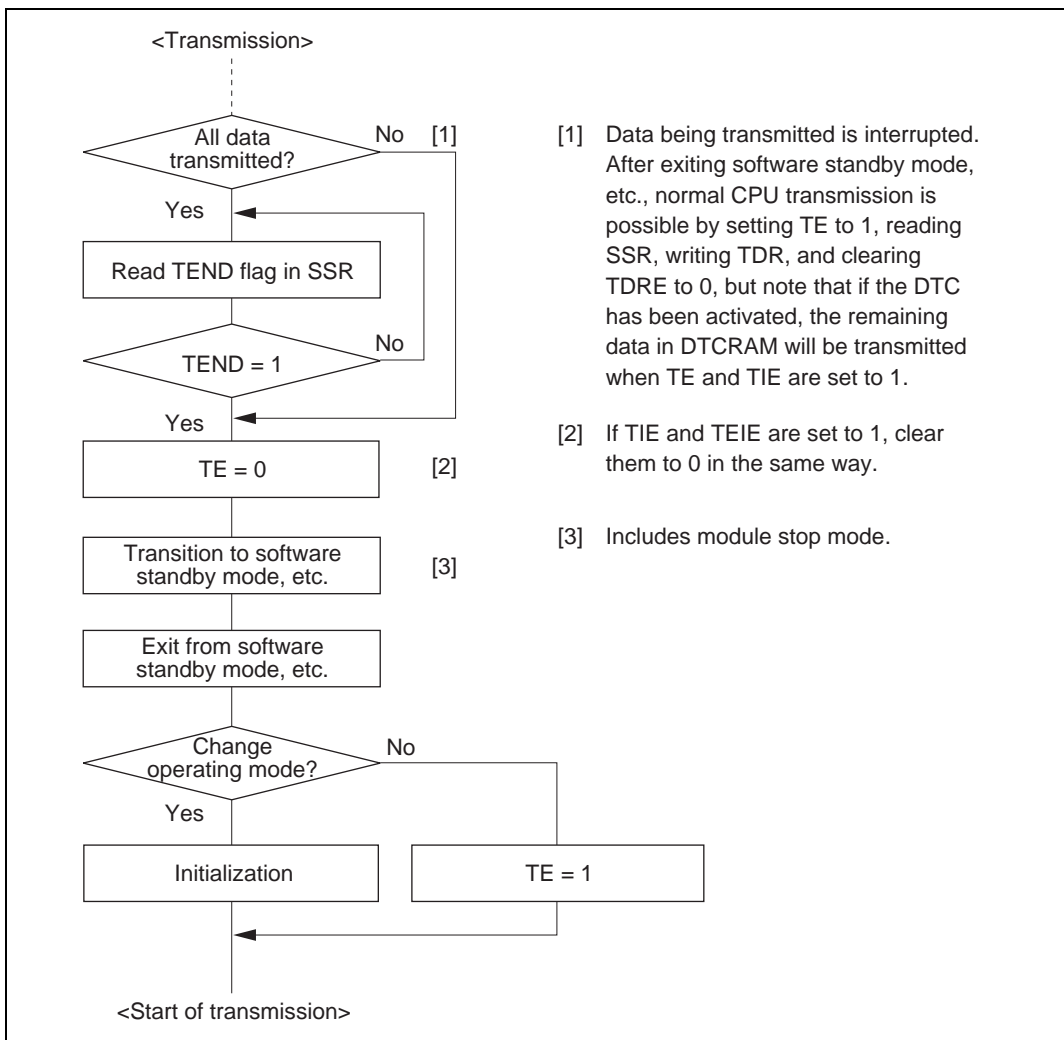 <Transmission>
All data
transmitted?
No
[1]
Yes
Read TEND flag in SSR
TEND = 1
No
Yes
TE = 0
[2]
Transition to software
standby mode, etc.
[3]
Exit from software
standby mode, etc.
Change
operating mode?
No
Yes
Initialization
TE = 1
<Start of transmission>
[1] Data being transmitted is interrupted.
After exiting software standby mode,
etc., normal CPU transmission is
possible by setting TE to 1, reading
SSR, writing TDR, and clearing
TDRE to 0, but note that if the DTC
has been activated, the remaining
data in DTCRAM will be transmitted
when TE and TIE are set to 1.
[2] If TIE and TEIE are set to 1, clear
them to 0 in the same way.
[3] Includes module stop mode.